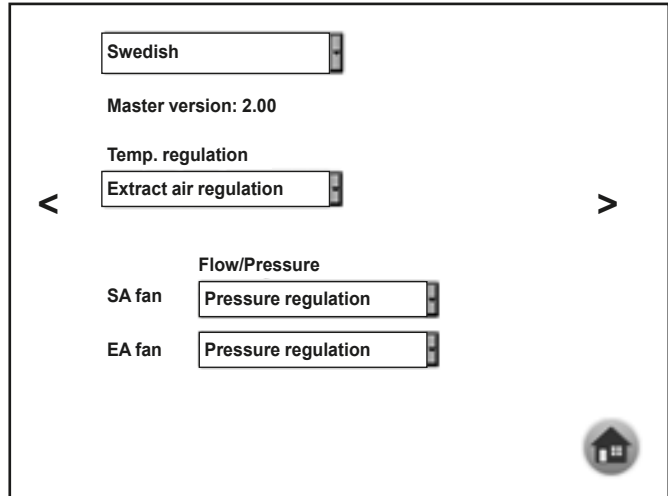 Swedish
Master version: 2.00
Temp. regulation
Extract air regulation
< >
Flow/Pressure
SA fan Pressure regulation
EA fan Pressure regulation